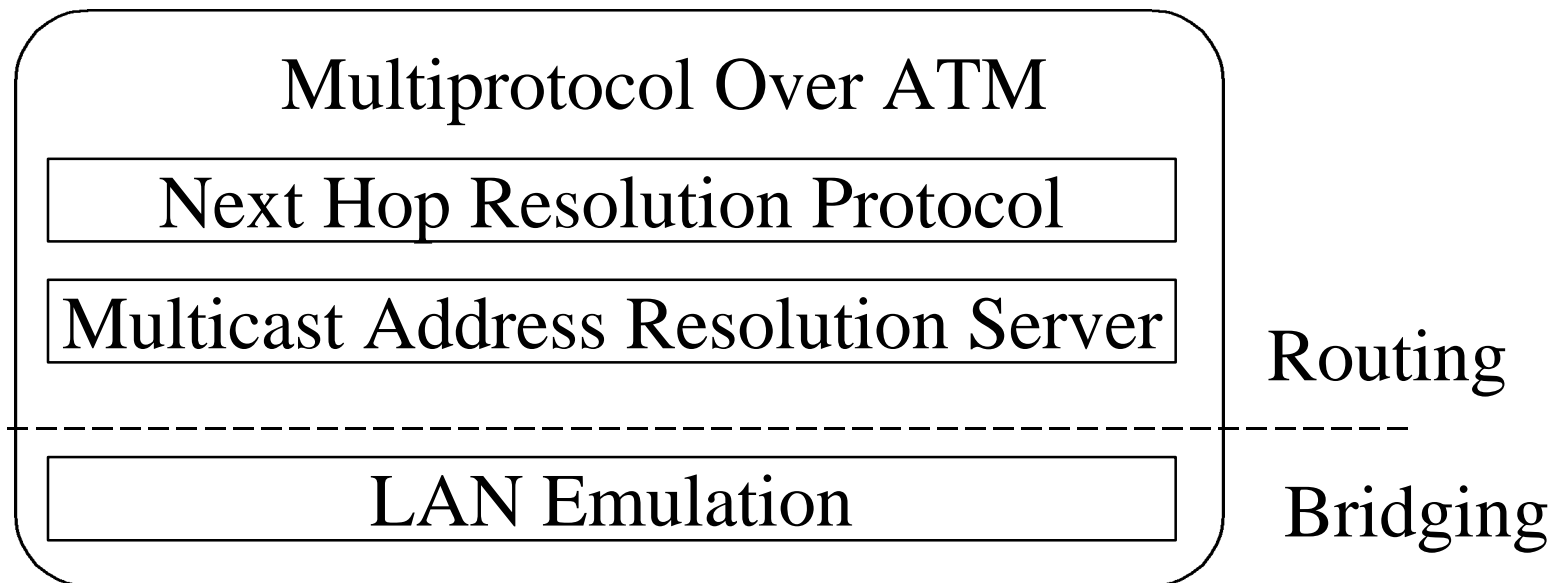 Multiprotocol Over ATM
Next Hop Resolution Protocol
Multicast Address Resolution Server
Routing
LAN Emulation
Bridging